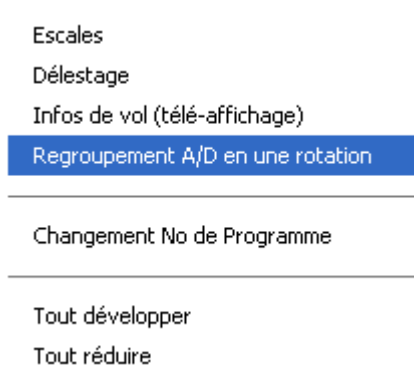 Escales
Délestage
Infos de vol (télé-affichage)
Regroupement A/D en une rotation
Changement No de Programme
Tout développer
Tout réduire